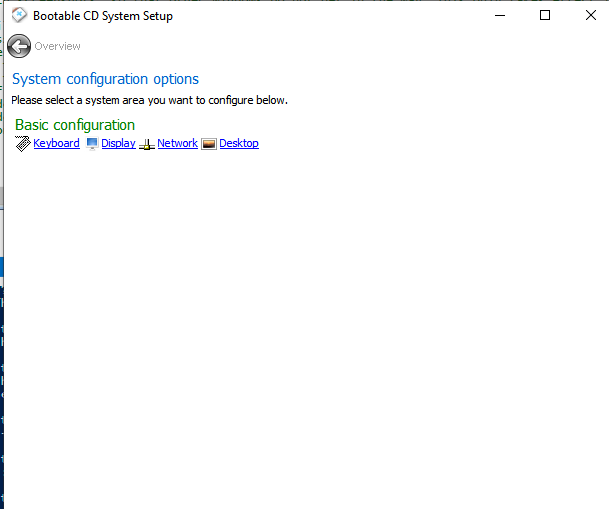 Bootable CD System Setup
Overview
System configuration options
Please select a system area you want to configure below.
Basic configuration
Keyboard Display Network Desktop